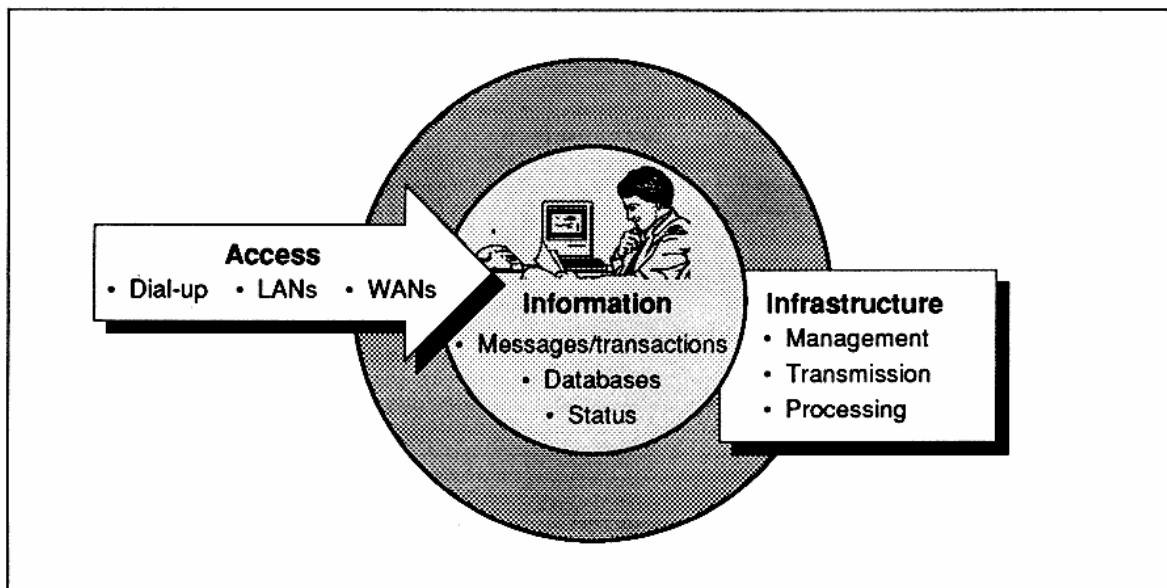 Access
• Dial-up • LANs • WANs
Information
• Messages/transactions
• Databases
• Status
Infrastructure
• Management
• Transmission
• Processing